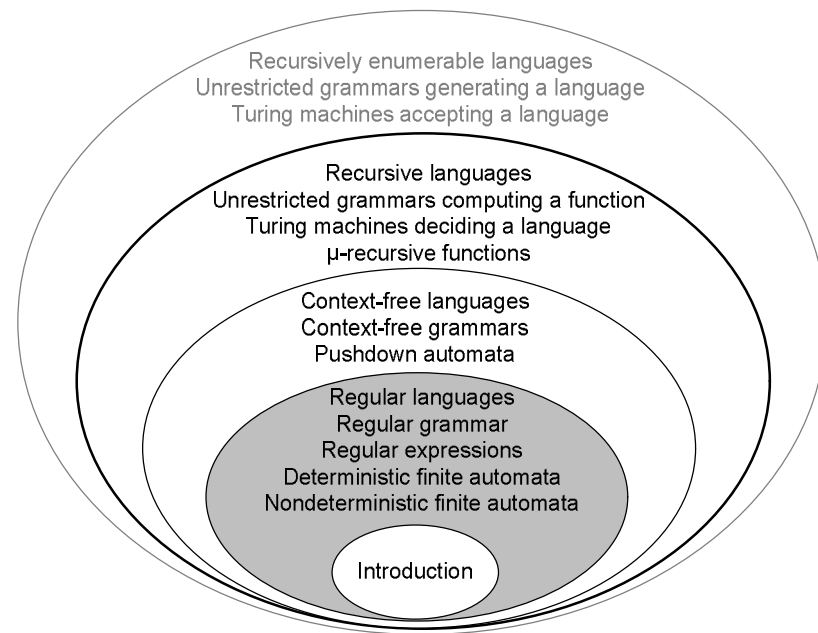 Recursively enumerable languages
Unrestricted grammars generating a language
Turing machines accepting a language
Recursive languages
Unrestricted grammars computing a function
Turing machines deciding a language
μ-recursive functions
Context-free languages
Context-free grammars
Pushdown automata
Regular languages
Regular grammar
Regular expressions
Deterministic finite automata
Nondeterministic finite automata
Introduction